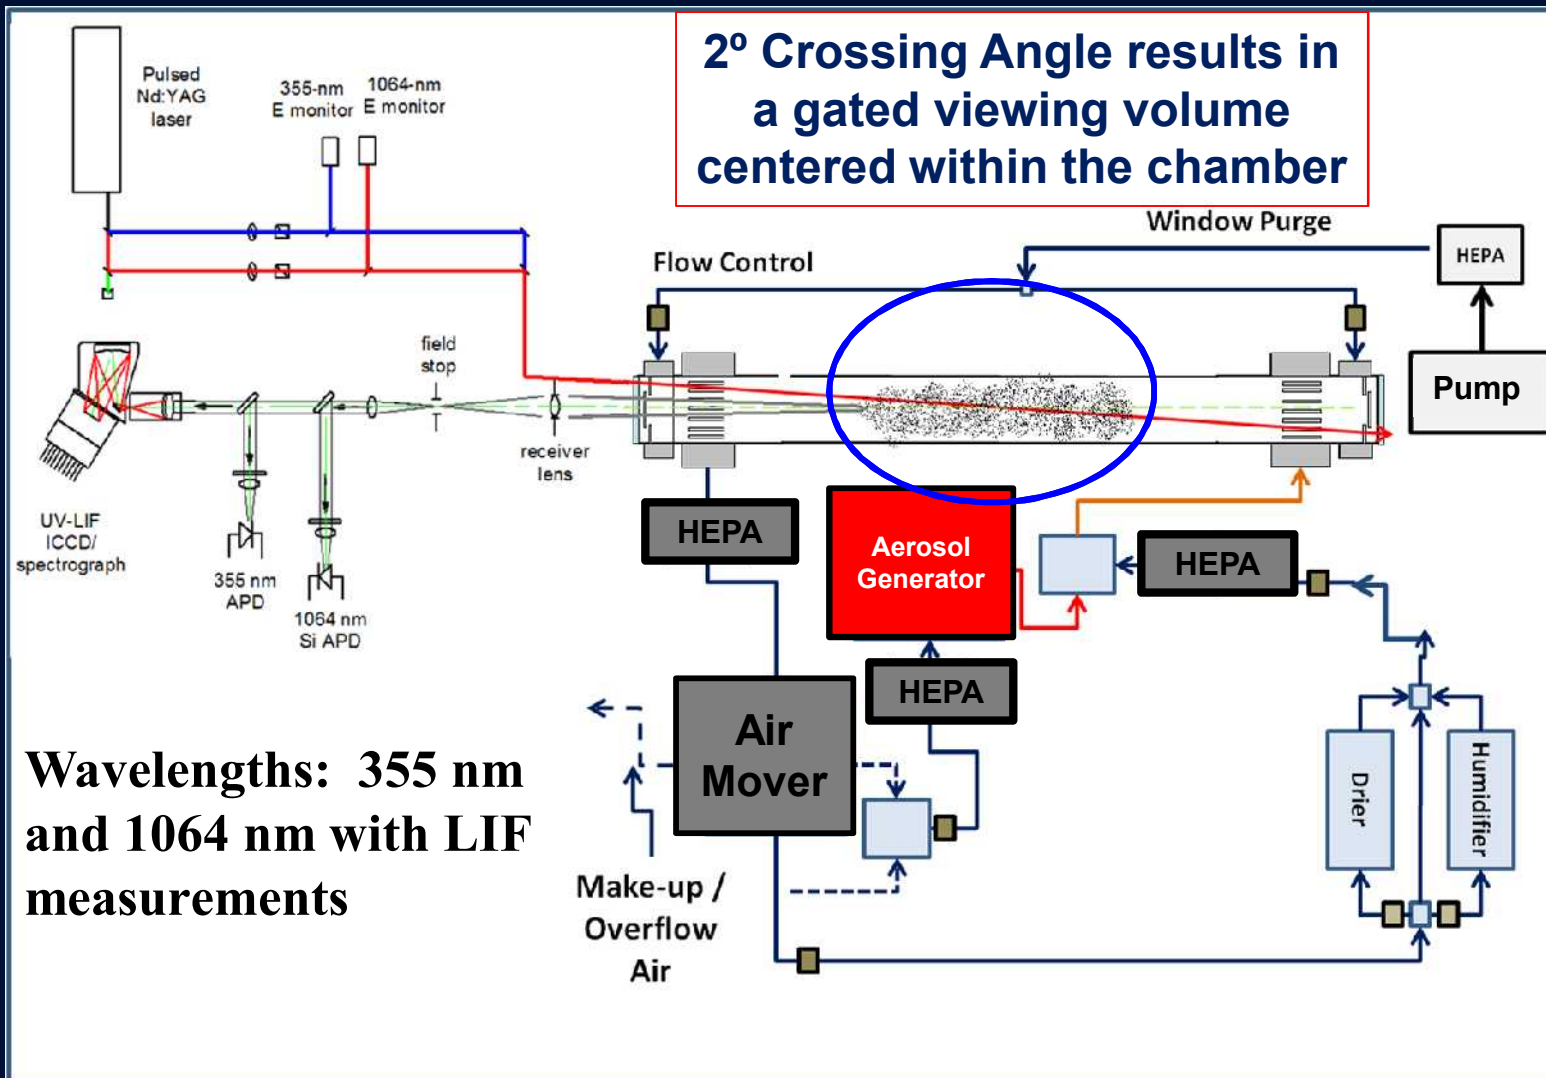 2º Crossing Angle results in
a gated viewing volume
centered within the chamber
Pulsed
Nd:YAG
laser
355-nm
E monitor
1064-nm
E monitor
Window Purge
HEPA
Flow Control
Pump
field
stop
receiver
lens
UV-LIF
ICCD/
spectrograph
355 nm
APD
1064 nm
Si APD
HEPA
Aerosol
Generator
HEPA
HEPA
Air
Mover
Drier
Humidifier
Make-up /
Overflow
Air
Wavelengths: 355 nm
and 1064 nm with LIF
measurements